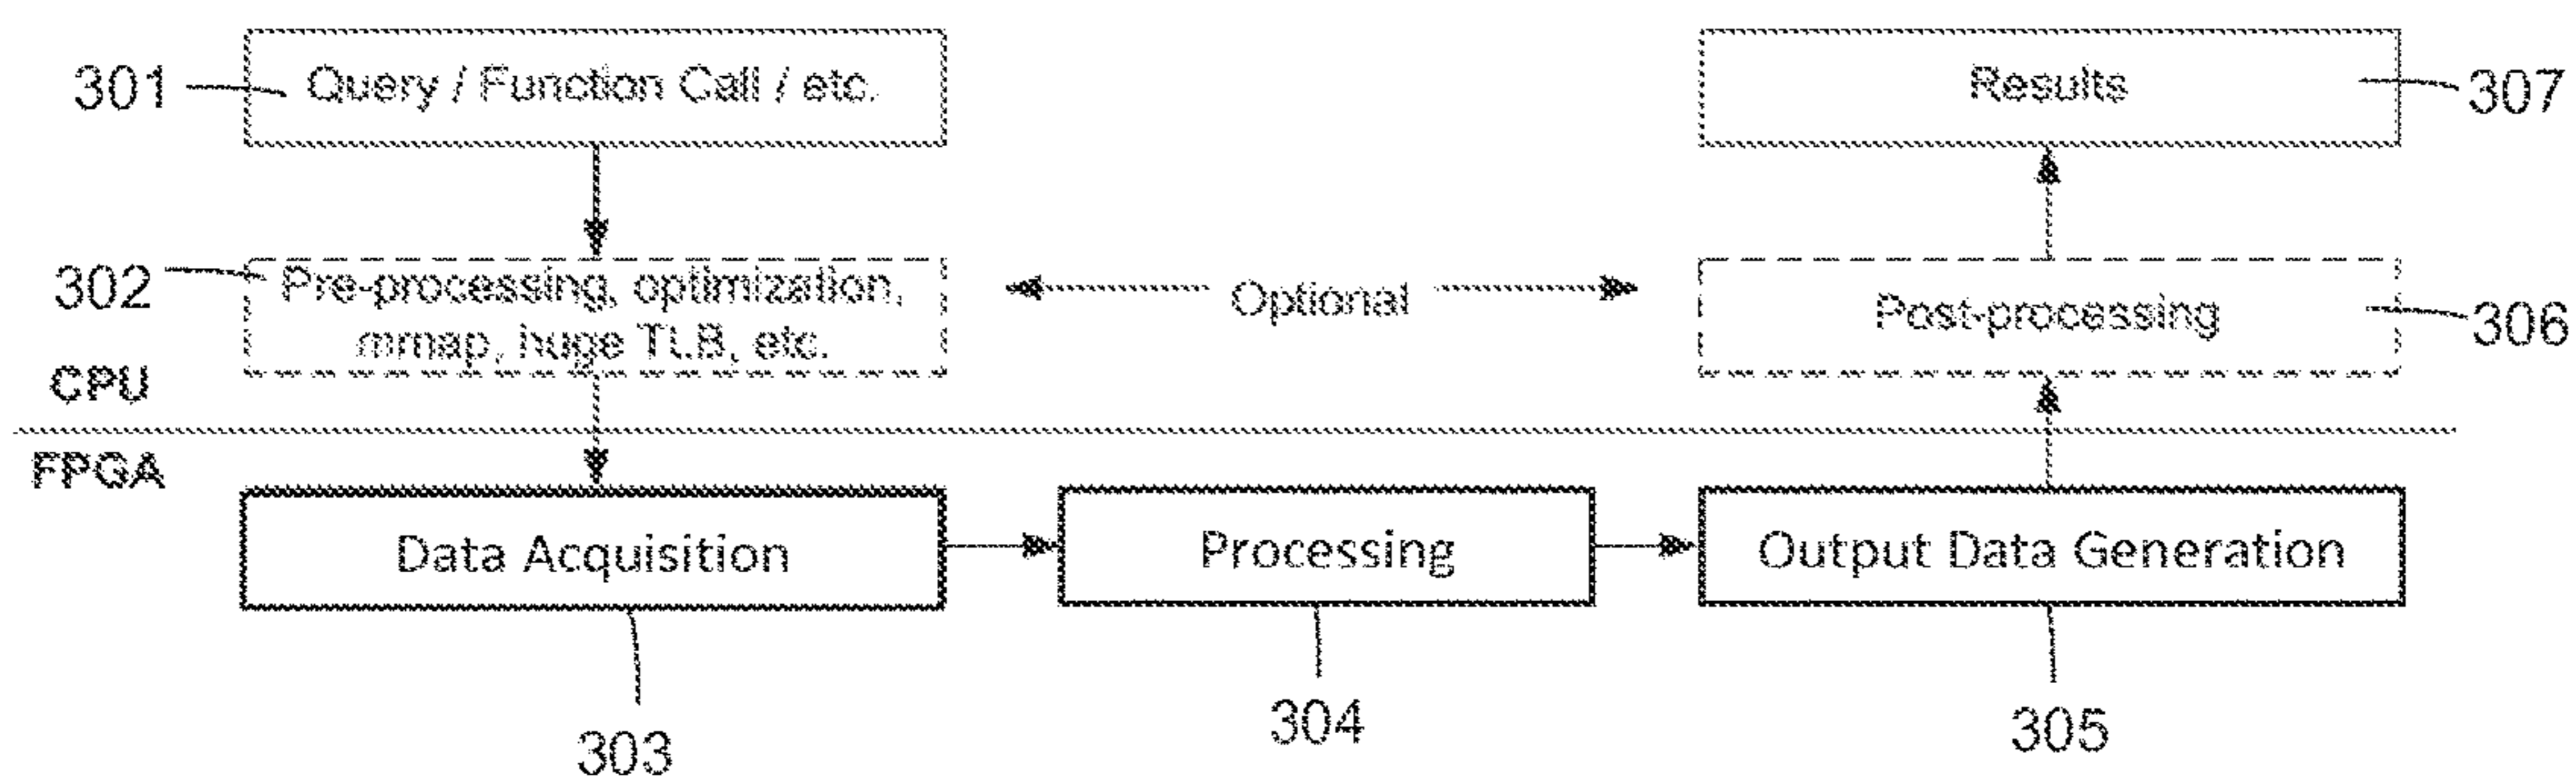 301
Query / Function Call / etc.
Results
307
302
Pre-processing, optimization,
mmap, huge TLB, etc.
Optional
Post-processing
306
CPU
FPGA
Data Acquisition
Processing
Output Data Generation
303
304
305